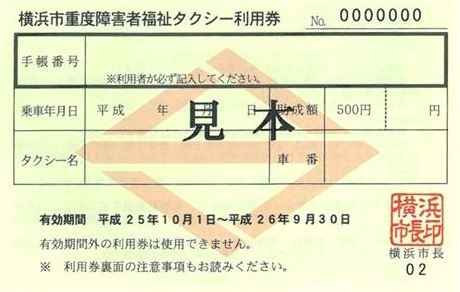 横浜市重度障害者福祉タクシー利用券 No. 0000000
手帳番号
※利用者が必ず記入してください。
乗車年月日 平成 年 月 日 助成額 500円 円
見本
タクシー名 車番
有効期間 平成25年10月1日～平成26年9月30日
有効期間外の利用券は使用できません。
※ 利用券裏面の注意事項もお読みください。
横浜市長印
横浜市長
02